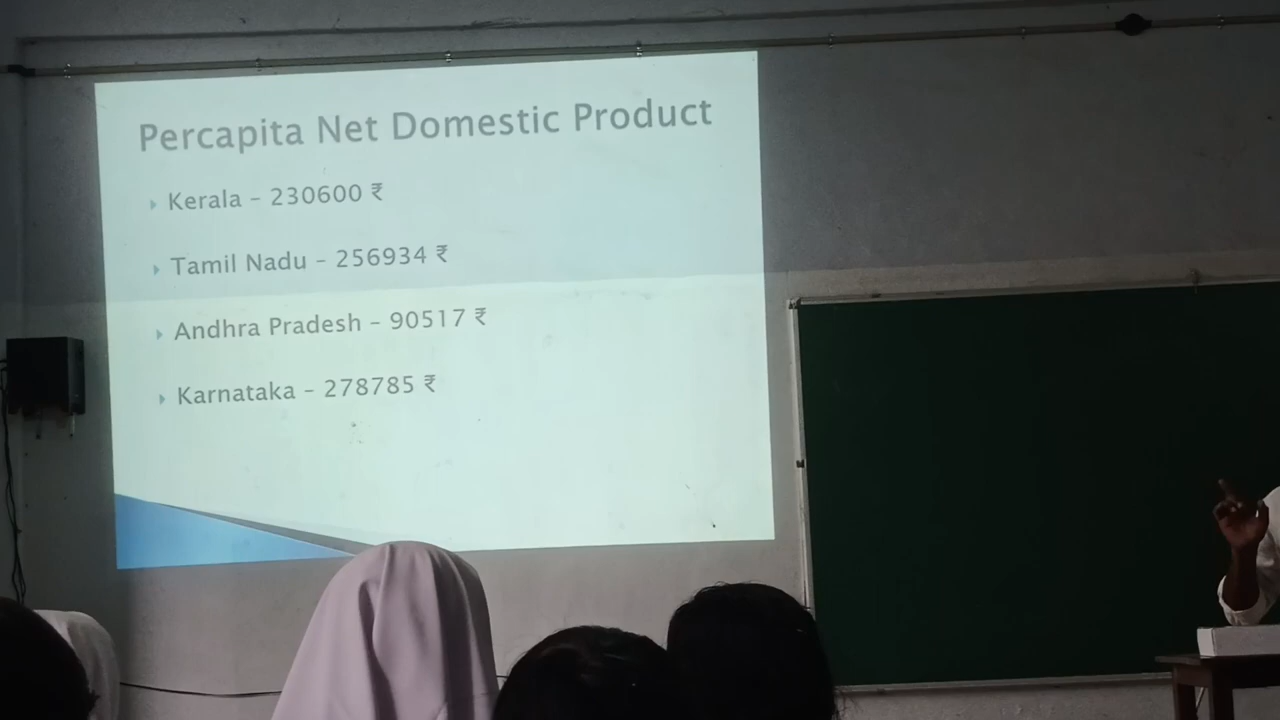 Percapita Net Domestic Product
Kerala – 230600 ₹
Tamil Nadu – 256934 ₹
Andhra Pradesh – 90517 ₹
Karnataka – 278785 ₹